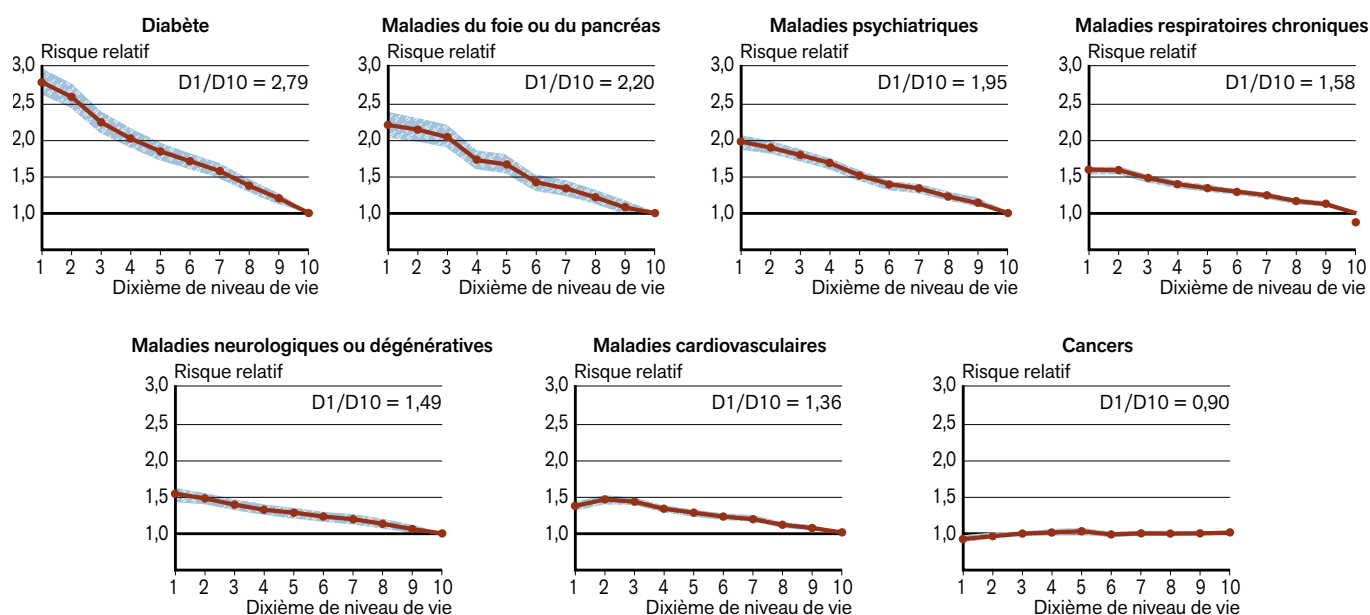 Diabète
Risque relatif
D1/D10 = 2,79
3,0
2,5
2,0
1,5
1,0
1 2 3 4 5 6 7 8 9 10
Dixième de niveau de vie
Maladies du foie ou du pancréas
Risque relatif
D1/D10 = 2,20
3,0
2,5
2,0
1,5
1,0
1 2 3 4 5 6 7 8 9 10
Dixième de niveau de vie
Maladies psychiatriques
Risque relatif
D1/D10 = 1,95
3,0
2,5
2,0
1,5
1,0
1 2 3 4 5 6 7 8 9 10
Dixième de niveau de vie
Maladies respiratoires chroniques
Risque relatif
D1/D10 = 1,58
3,0
2,5
2,0
1,5
1,0
1 2 3 4 5 6 7 8 9 10
Dixième de niveau de vie
Maladies neurologiques ou dégénératives
Risque relatif
D1/D10 = 1,49
3,0
2,5
2,0
1,5
1,0
1 2 3 4 5 6 7 8 9 10
Dixième de niveau de vie
Maladies cardiovasculaires
Risque relatif
D1/D10 = 1,36
3,0
2,5
2,0
1,5
1,0
1 2 3 4 5 6 7 8 9 10
Dixième de niveau de vie
Cancers
Risque relatif
D1/D10 = 0,90
3,0
2,5
2,0
1,5
1,0
1 2 3 4 5 6 7 8 9 10
Dixième de niveau de vie